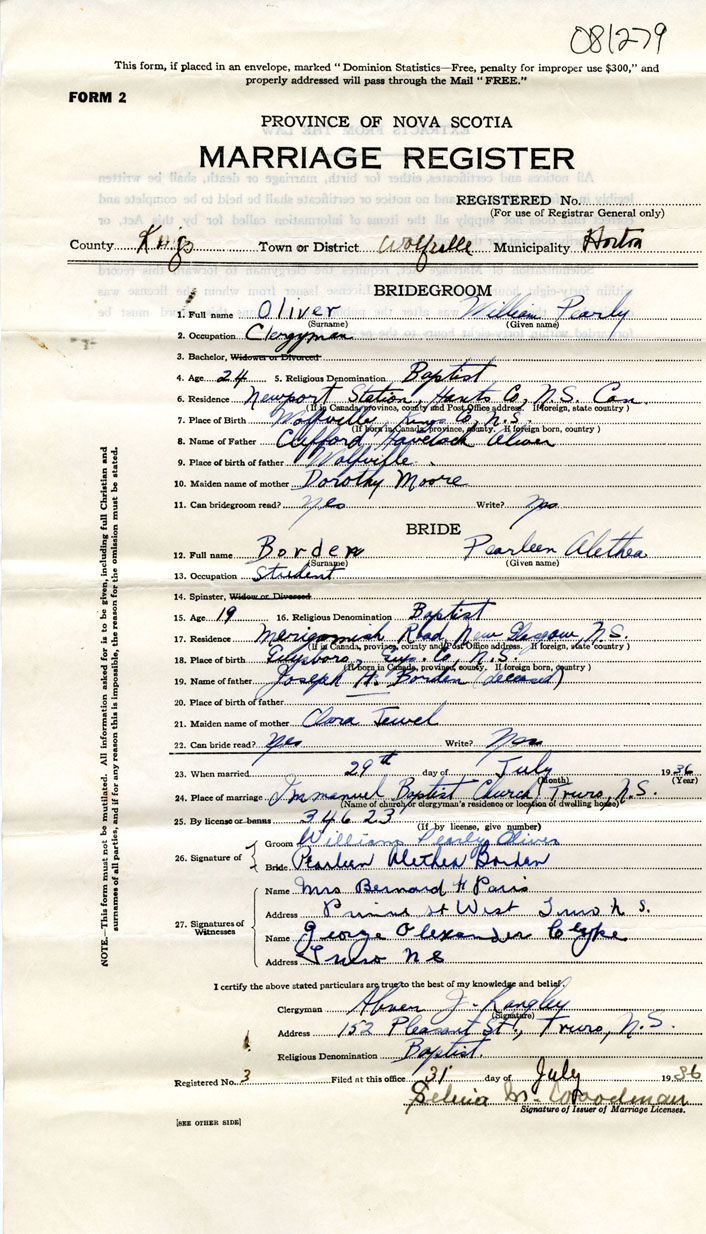 081279
This form, if placed in an envelope, marked "Dominion Statistics—Free, penalty for improper use $300," and
properly addressed will pass through the Mail "FREE."
FORM 2
PROVINCE OF NOVA SCOTIA
MARRIAGE REGISTER
REGISTERED No.
(For use of Registrar General only)
County Kings Town or District Wolfville Municipality Horton
BRIDEGROOM
1. Full name Oliver William Pearly
(Surname) (Given name)
2. Occupation Clergyman
3. Bachelor, Widower or Divorced
4. Age 24 5. Religious Denomination Baptist
6. Residence Newport Station, Hants Co, N.S. Can.
(If in Canada, province, county and Post Office address. If foreign, state country)
7. Place of Birth Wolfville, Kings Co, N.S.
(If born in Canada, province, county. If foreign born, country)
8. Name of Father Clifford Havelock Oliver
9. Place of birth of father Wolfville.
10. Maiden name of mother Dorothy Moore
11. Can bridegroom read? Yes Write? Yes
BRIDE
12. Full name Borden Pearleen Alethea
(Surname) (Given name)
13. Occupation Student
14. Spinster, Widow or Divorced
15. Age 19 16. Religious Denomination Baptist
17. Residence Merigomish Road, New Glasgow, N.S.
(If in Canada, province, county and Post Office address. If foreign, state country)
18. Place of birth Guysboro, Guy. Co, N.S.
(If born in Canada, province, county. If foreign born, country)
19. Name of father Joseph H. Borden (deceased)
20. Place of birth of father
21. Maiden name of mother Clora Jewel
22. Can bride read? Yes Write? Yes
23. When married 29th day of July 1936
(Month) (Year)
24. Place of marriage Immanuel Baptist Church, Truro, N.S.
(Name of church or clergyman's residence or location of dwelling house)
25. By license or banns 34623
(If by license, give number)
26. Signature of Groom William Pearly Oliver
Bride Pearleen Alethea Borden
27. Signatures of Witnesses
Name Mrs Bernard H Paris
Address Prince St West Truro N S.
Name George Alexander Clyke
Address Truro N S
I certify the above stated particulars are true to the best of my knowledge and belief.
Clergyman Abner J. Langley
(Signature)
Address 152 Pleasant St, Truro, N.S.
Religious Denomination Baptist.
Registered No. 3 Filed at this office 31 day of July 1936
Selina M. Woodman
Signature of Issuer of Marriage Licenses.
[SEE OTHER SIDE]
NOTE.—This form must not be mutilated. All information asked for is to be given, including full Christian and
surnames of all parties, and if for any reason this is impossible, the reason for the omission must be stated.